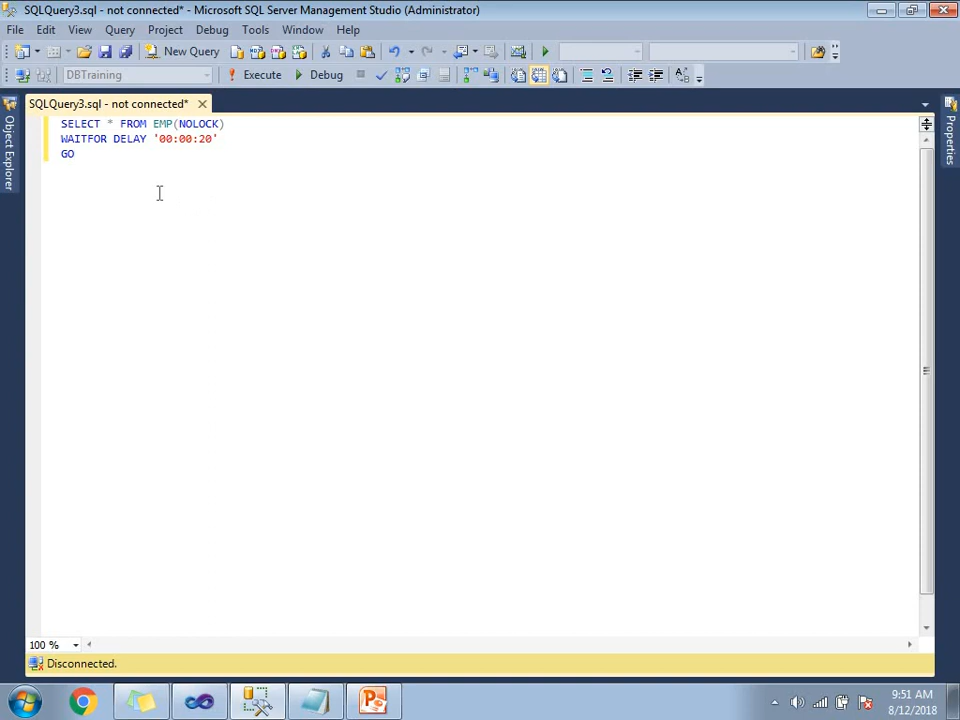 SQLQuery3.sql - not connected* - Microsoft SQL Server Management Studio (Administrator)
File Edit View Query Project Debug Tools Window Help
New Query
DBTraining Execute Debug
SQLQuery3.sql - not connected*
Object Explorer
Properties
SELECT * FROM EMP(NOLOCK)
WAITFOR DELAY '00:00:20'
GO
100 %
Disconnected.
9:51 AM
8/12/2018